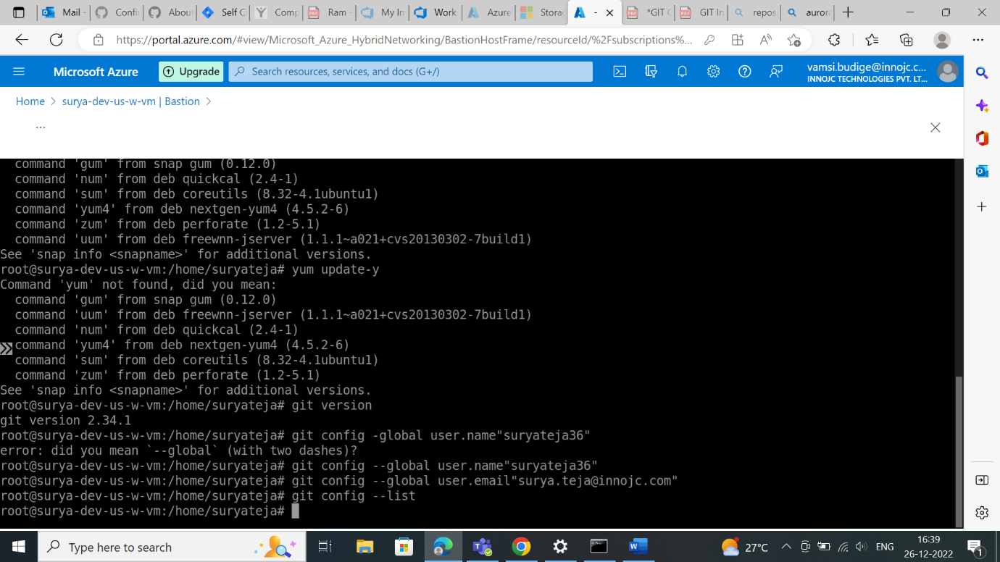 Mail -
Confi
About
Self C
Comp
Ram -
My In
Work
Azure
Storac
-
*GIT C
GIT In
repos
auror
https://portal.azure.com/#view/Microsoft_Azure_HybridNetworking/BastionHostFrame/resourceId/%2Fsubscriptions%...
Microsoft Azure
Upgrade
Search resources, services, and docs (G+/)
vamsi.budige@innojc.c...
INNOJC TECHNOLOGIES PVT. LT...
Home > surya-dev-us-w-vm | Bastion >
...
command 'gum' from snap gum (0.12.0)
command 'num' from deb quickcal (2.4-1)
command 'sum' from deb coreutils (8.32-4.1ubuntu1)
command 'yum4' from deb nextgen-yum4 (4.5.2-6)
command 'zum' from deb perforate (1.2-5.1)
command 'uum' from deb freewnn-jserver (1.1.1~a021+cvs20130302-7build1)
See 'snap info <snapname>' for additional versions.
root@surya-dev-us-w-vm:/home/suryateja# yum update-y
Command 'yum' not found, did you mean:
command 'gum' from snap gum (0.12.0)
command 'uum' from deb freewnn-jserver (1.1.1~a021+cvs20130302-7build1)
command 'num' from deb quickcal (2.4-1)
command 'yum4' from deb nextgen-yum4 (4.5.2-6)
command 'sum' from deb coreutils (8.32-4.1ubuntu1)
command 'zum' from deb perforate (1.2-5.1)
See 'snap info <snapname>' for additional versions.
root@surya-dev-us-w-vm:/home/suryateja# git version
git version 2.34.1
root@surya-dev-us-w-vm:/home/suryateja# git config -global user.name"suryateja36"
error: did you mean `--global` (with two dashes)?
root@surya-dev-us-w-vm:/home/suryateja# git config --global user.name"suryateja36"
root@surya-dev-us-w-vm:/home/suryateja# git config --global user.email"surya.teja@innojc.com"
root@surya-dev-us-w-vm:/home/suryateja# git config --list
root@surya-dev-us-w-vm:/home/suryateja#
Type here to search
27°C
ENG
16:39
26-12-2022
1